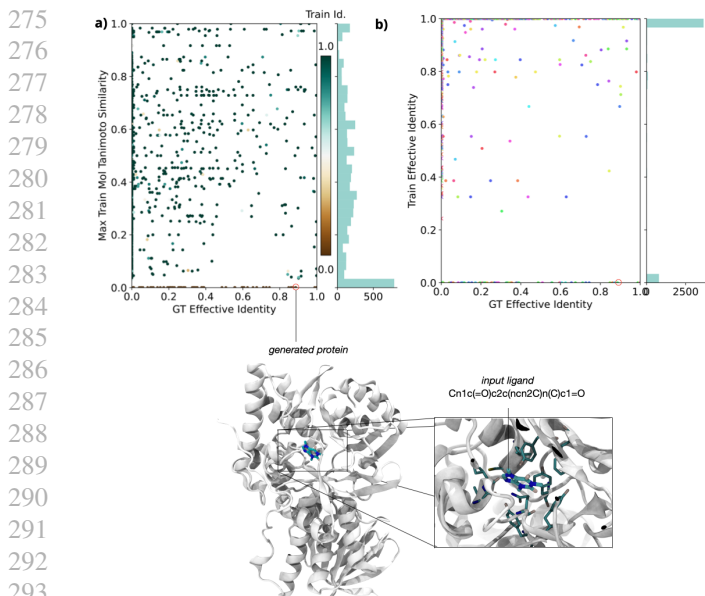 275
276
277
278
279
280
281
282
283
284
285
286
287
288
289
290
291
292
293
a)
Train Id.
1.0
0.0
Max Train Mol Tanimoto Similarity
1.0
0.8
0.6
0.4
0.2
0.0
0.0 0.2 0.4 0.6 0.8 1.0
0 500
GT Effective Identity
b)
Train Effective Identity
1.0
0.8
0.6
0.4
0.2
0.0
0.0 0.2 0.4 0.6 0.8 1.0
0 2500
GT Effective Identity
generated protein
input ligand
Cn1c(=O)c2c(ncn2C)n(C)c1=O